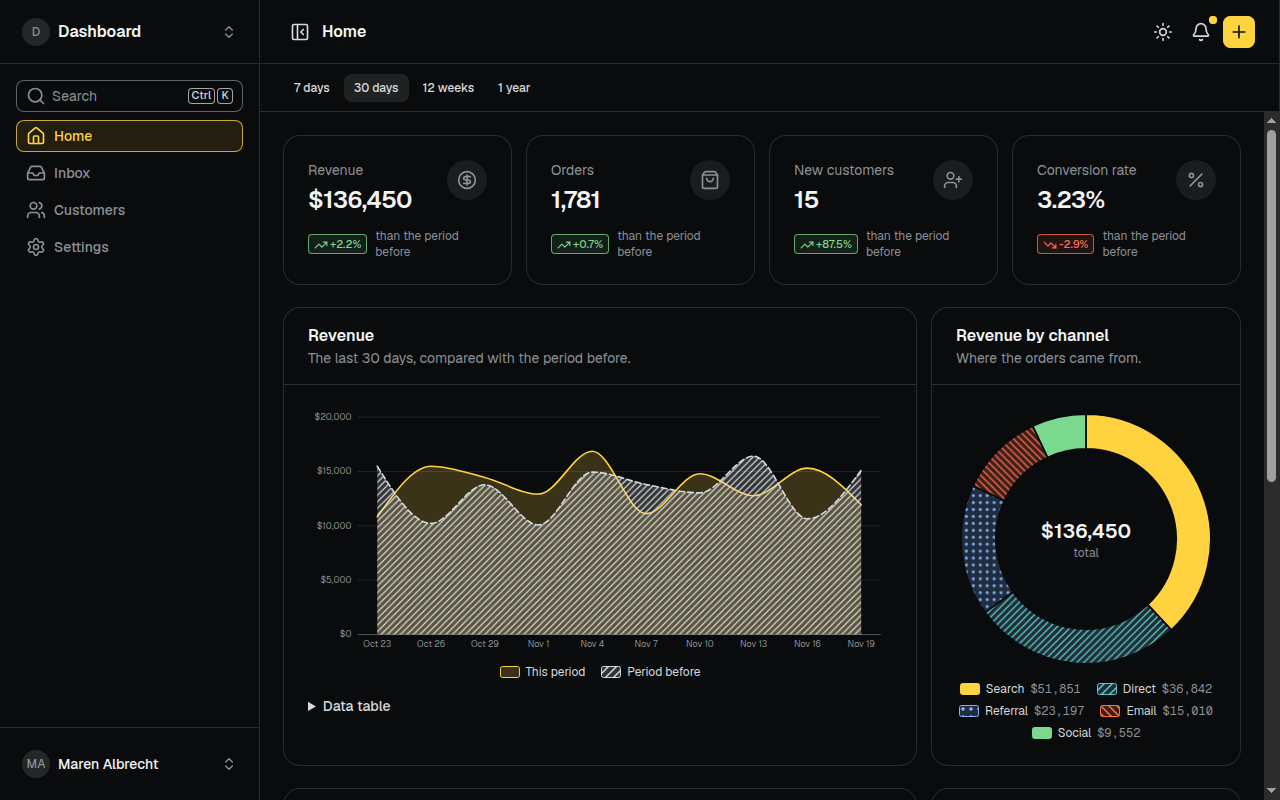 D Dashboard
Home
Search Ctrl K
Home
Inbox
Customers
Settings
MA Maren Albrecht
7 days 30 days 12 weeks 1 year
Revenue
$136,450
+2.2% than the period
before
Orders
1,781
+0.7% than the period
before
New customers
15
+87.5% than the period
before
Conversion rate
3.23%
-2.9% than the period
before
Revenue
The last 30 days, compared with the period before.
$20,000
$15,000
$10,000
$5,000
$0
Oct 23 Oct 26 Oct 29 Nov 1 Nov 4 Nov 7 Nov 10 Nov 13 Nov 16 Nov 19
This period Period before
Data table
Revenue by channel
Where the orders came from.
$136,450
total
Search $51,851 Direct $36,842
Referral $23,197 Email $15,010
Social $9,552